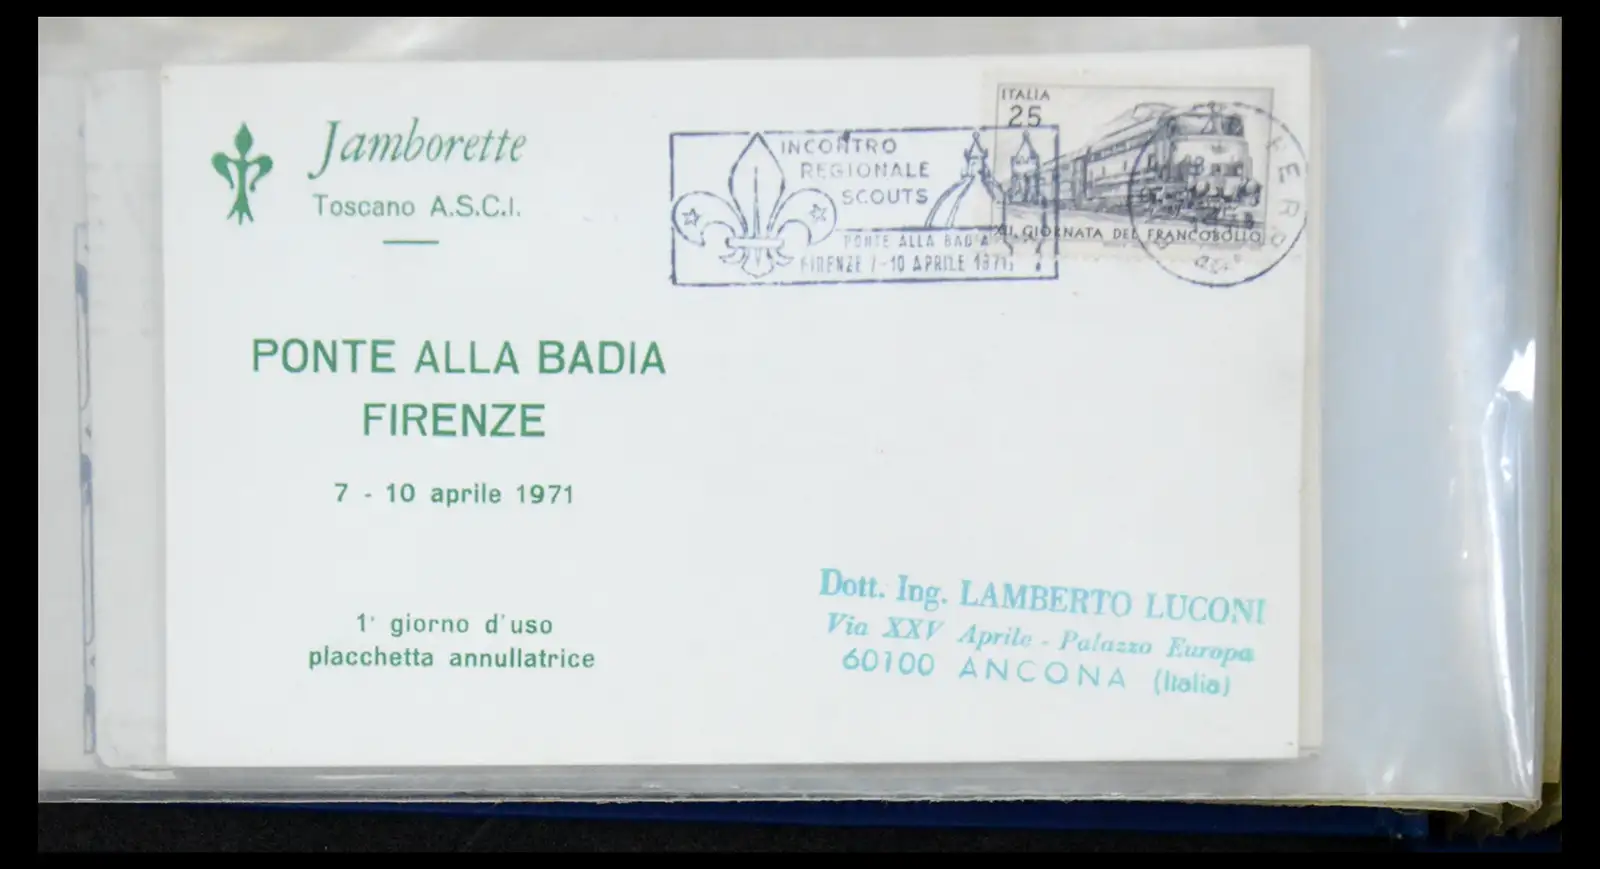 Jamborette
Toscano A.S.C.I.
PONTE ALLA BADIA
FIRENZE
7 - 10 aprile 1971
1° giorno d'uso
placchetta annullatrice
INCONTRO
REGIONALE
SCOUTS
PONTE ALLA BADIA
FIRENZE 7-10 APRILE 1971
ITALIA
25
XII. GIORNATA DEL FRANCOBOLLO
Dott. Ing. LAMBERTO LUCONI
Via XXV Aprile - Palazzo Europa
60100 ANCONA (Italia)